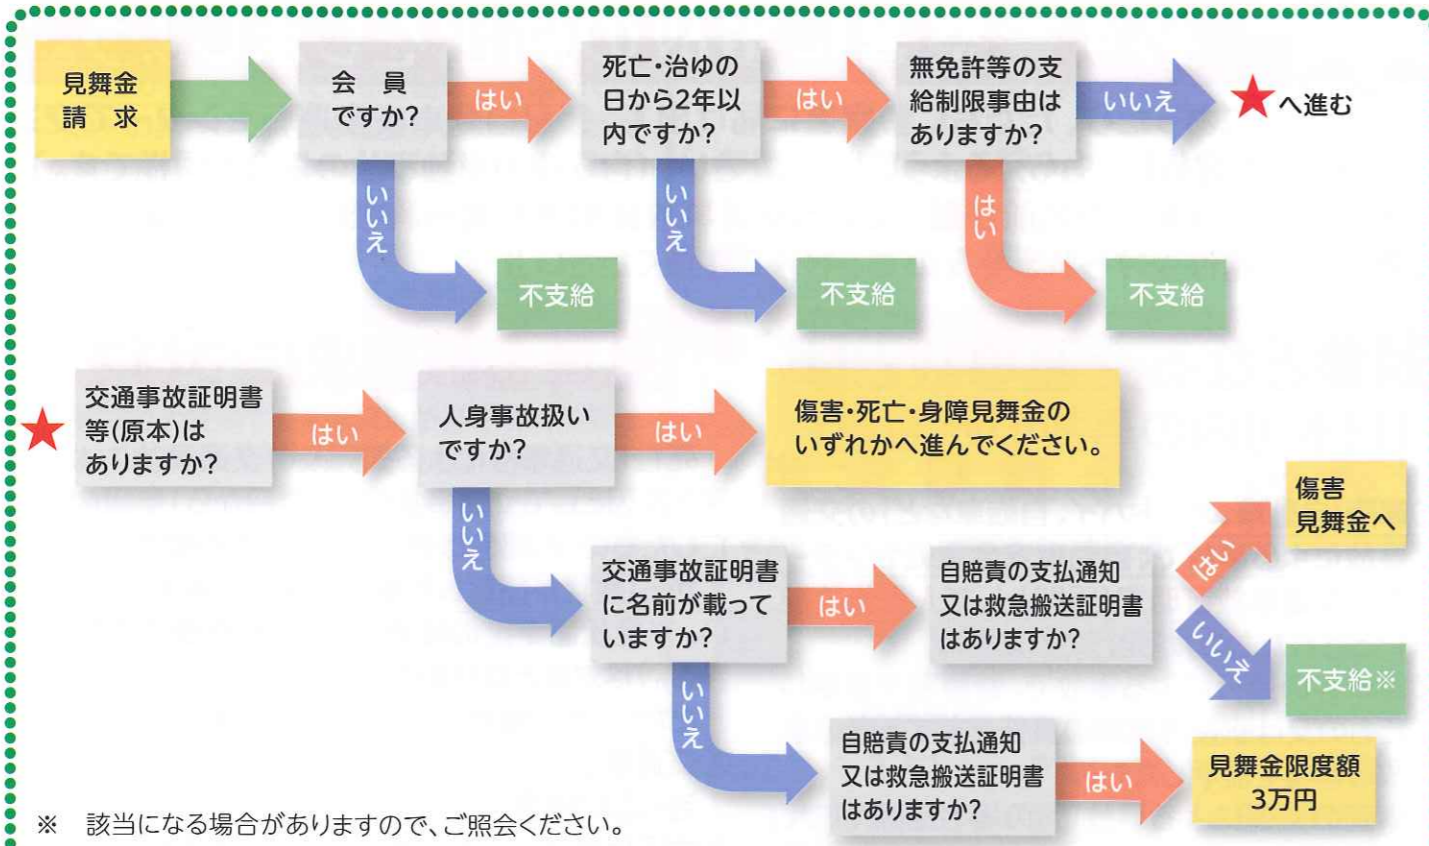 見舞金
請　求
会　員
ですか?
はい
死亡・治ゆの
日から2年以
内ですか?
はい
無免許等の支
給制限事由は
ありますか?
いいえ
★へ進む
いいえ
不支給
いいえ
不支給
はい
不支給
★
交通事故証明書
等(原本)は
ありますか?
はい
人身事故扱い
ですか?
はい
傷害・死亡・身障見舞金の
いずれかへ進んでください。
いいえ
交通事故証明書
に名前が載って
いますか?
はい
自賠責の支払通知
又は救急搬送証明書
はありますか?
はい
傷害
見舞金へ
いいえ
不支給※
いいえ
自賠責の支払通知
又は救急搬送証明書
はありますか?
はい
見舞金限度額
3万円
※　該当になる場合がありますので、ご照会ください。